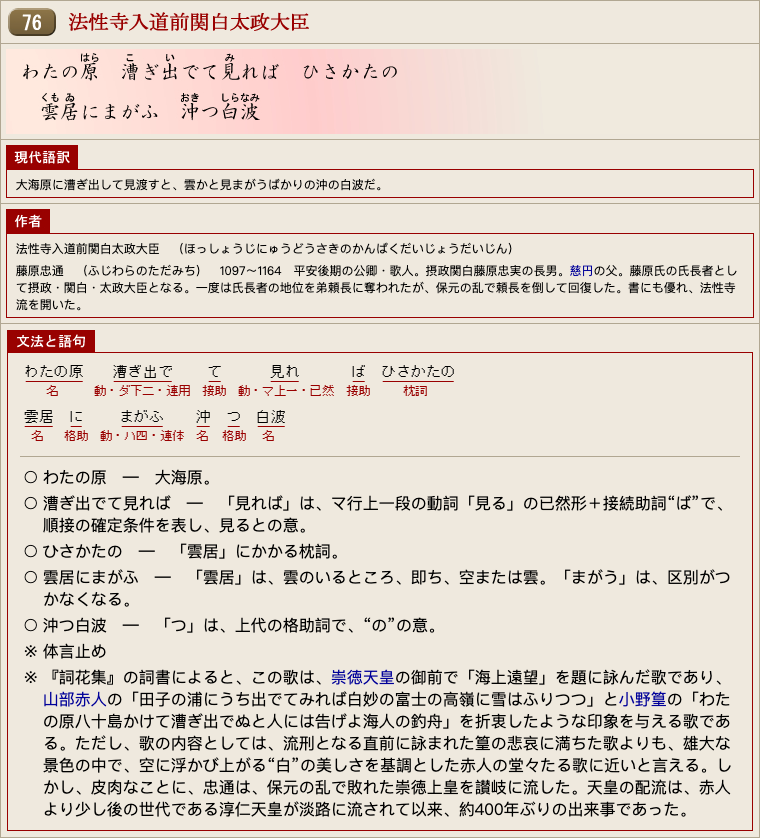 76 法性寺入道前関白太政大臣
わたの原　漕ぎ出でて見れば　ひさかたの
雲居にまがふ　沖つ白波
現代語訳
大海原に漕ぎ出して見渡すと、雲かと見まがうばかりの沖の白波だ。
作者
法性寺入道前関白太政大臣　（ほっしょうじにゅうどうさきのかんぱくだいじょうだいじん）
藤原忠通　（ふじわらのただみち）　1097～1164　平安後期の公卿・歌人。摂政関白藤原忠実の長男。慈円の父。藤原氏の氏長者とし
て摂政・関白・太政大臣となる。一度は氏長者の地位を弟頼長に奪われたが、保元の乱で頼長を倒して回復した。書にも優れ、法性寺
流を開いた。
文法と語句
わたの原　漕ぎ出で　て　見れ　ば　ひさかたの
名　動・ダ下二・連用　接助　動・マ上一・已然　接助　枕詞
雲居　に　まがふ　沖　つ　白波
名　格助　動・ハ四・連体　名　格助　名
○ わたの原　―　大海原。
○ 漕ぎ出でて見れば　―　「見れば」は、マ行上一段の動詞「見る」の已然形＋接続助詞“ば”で、
順接の確定条件を表し、見るとの意。
○ ひさかたの　―　「雲居」にかかる枕詞。
○ 雲居にまがふ　―　「雲居」は、雲のいるところ、即ち、空または雲。「まがう」は、区別がつ
かなくなる。
○ 沖つ白波　―　「つ」は、上代の格助詞で、“の”の意。
※ 体言止め
※ 『詞花集』の詞書によると、この歌は、崇徳天皇の御前で「海上遠望」を題に詠んだ歌であり、
山部赤人の「田子の浦にうち出でてみれば白妙の富士の高嶺に雪はふりつつ」と小野篁の「わた
の原八十島かけて漕ぎ出でぬと人には告げよ海人の釣舟」を折衷したような印象を与える歌であ
る。ただし、歌の内容としては、流刑となる直前に詠まれた篁の悲哀に満ちた歌よりも、雄大な
景色の中で、空に浮かび上がる“白”の美しさを基調とした赤人の堂々たる歌に近いと言える。し
かし、皮肉なことに、忠通は、保元の乱で敗れた崇徳上皇を讃岐に流した。天皇の配流は、赤人
より少し後の世代である淳仁天皇が淡路に流されて以来、約400年ぶりの出来事であった。